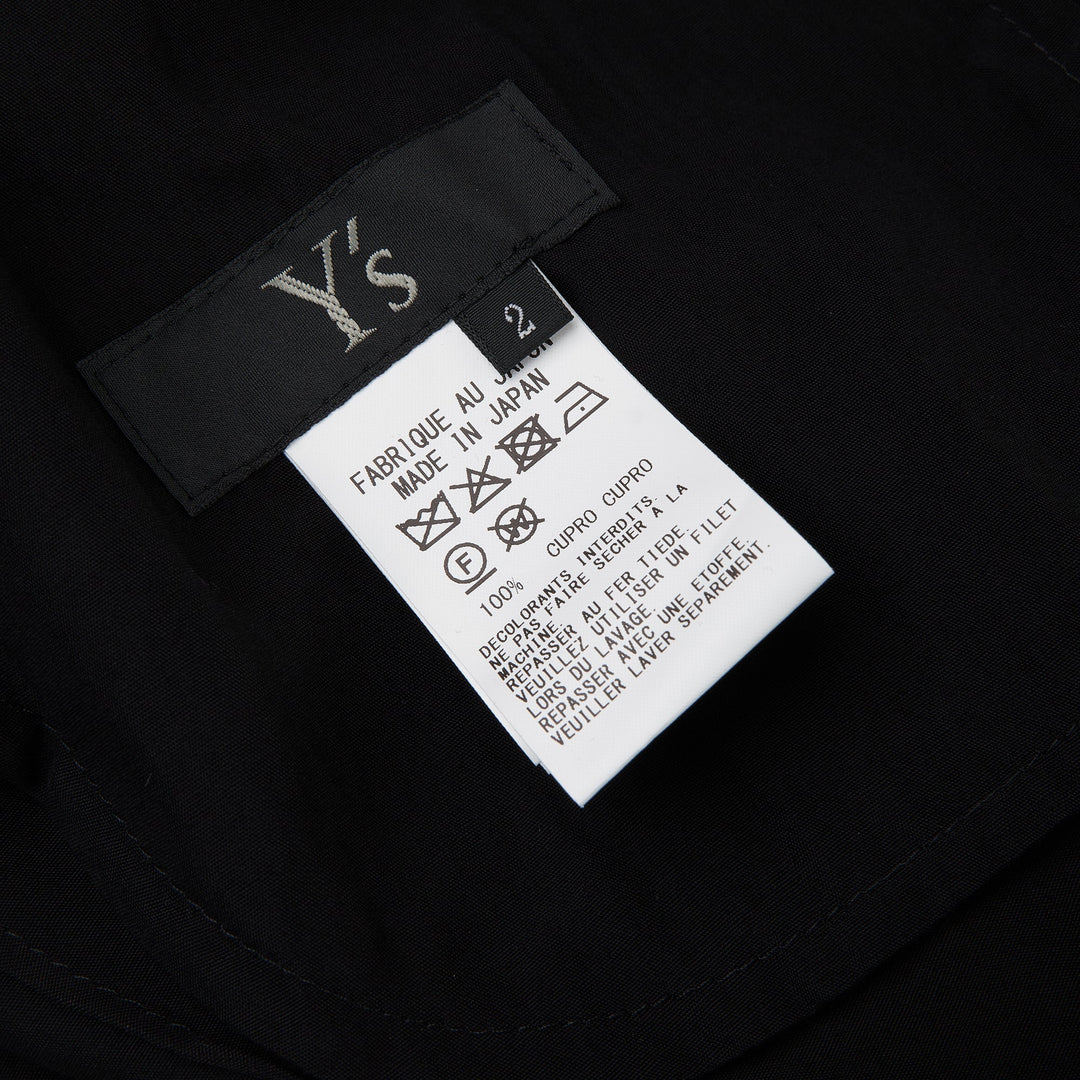 Y's
2
FABRIQUE AU JAPON
MADE IN JAPAN
F
W
100% CUPRO CUPRO
DECOLORANTS INTERDITS.
NE PAS FAIRE SECHER A LA
MACHINE.
REPASSER AU FER TIEDE.
VEUILLEZ UTILISER UN FILET
LORS DU LAVAGE.
REPASSER AVEC UNE ETOFFE.
VEUILLER LAVER SEPAREMENT.